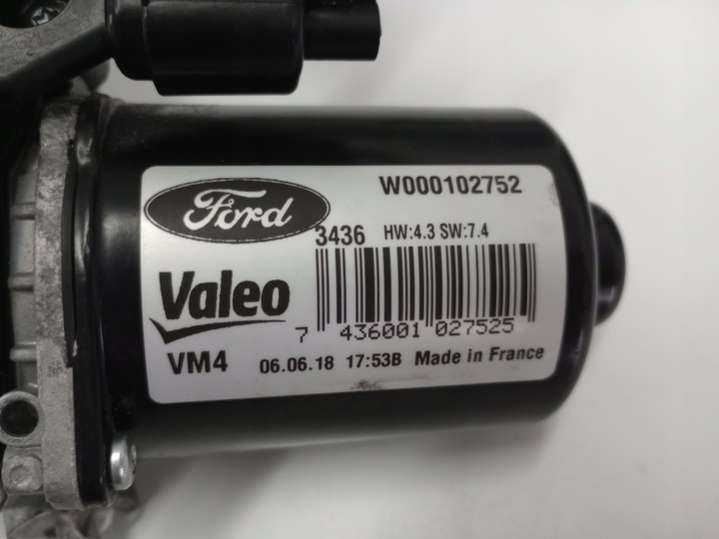 Ford
W000102752
3436 HW:4.3 SW:7.4
Valeo
7 436001 027525
VM4 06.06.18 17:53B Made in France